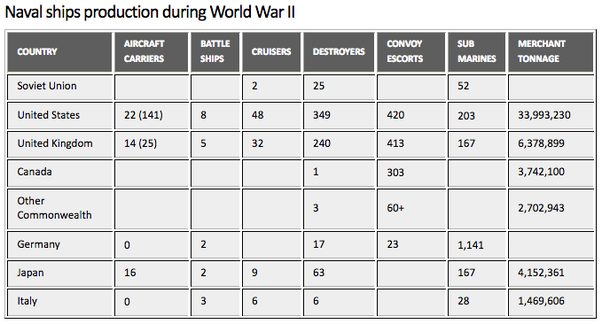 Naval ships production during World War II
COUNTRY AIRCRAFT CARRIERS BATTLE SHIPS CRUISERS DESTROYERS CONVOY ESCORTS SUB MARINES MERCHANT TONNAGE
Soviet Union 2 25 52
United States 22 (141) 8 48 349 420 203 33,993,230
United Kingdom 14 (25) 5 32 240 413 167 6,378,899
Canada 1 303 3,742,100
Other Commonwealth 3 60+ 2,702,943
Germany 0 2 17 23 1,141
Japan 16 2 9 63 167 4,152,361
Italy 0 3 6 6 28 1,469,606